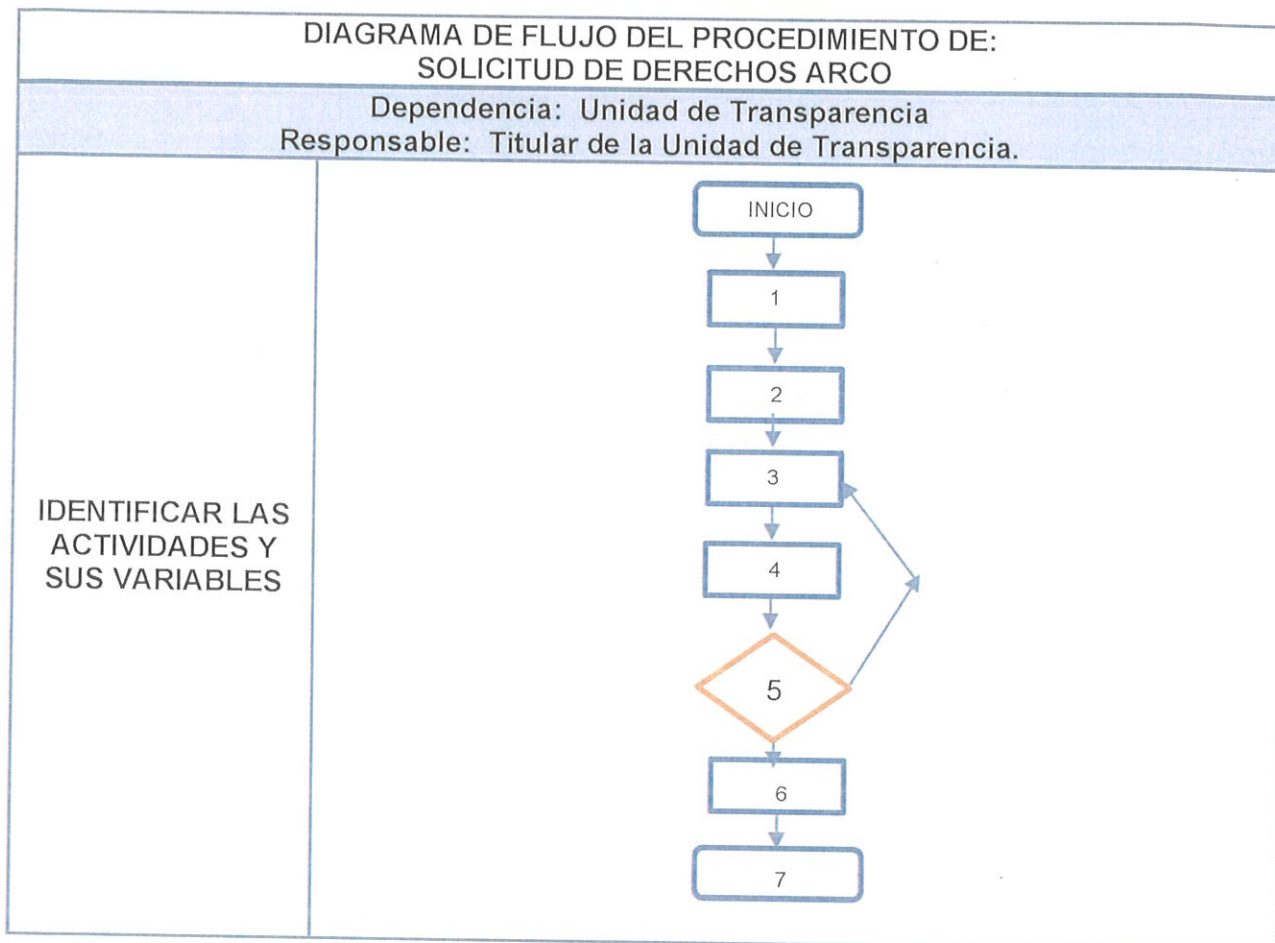 DIAGRAMA DE FLUJO DEL PROCEDIMIENTO DE:
SOLICITUD DE DERECHOS ARCO
Dependencia: Unidad de Transparencia
Responsable: Titular de la Unidad de Transparencia.
IDENTIFICAR LAS
ACTIVIDADES Y
SUS VARIABLES
INICIO
1
2
3
4
5
6
7